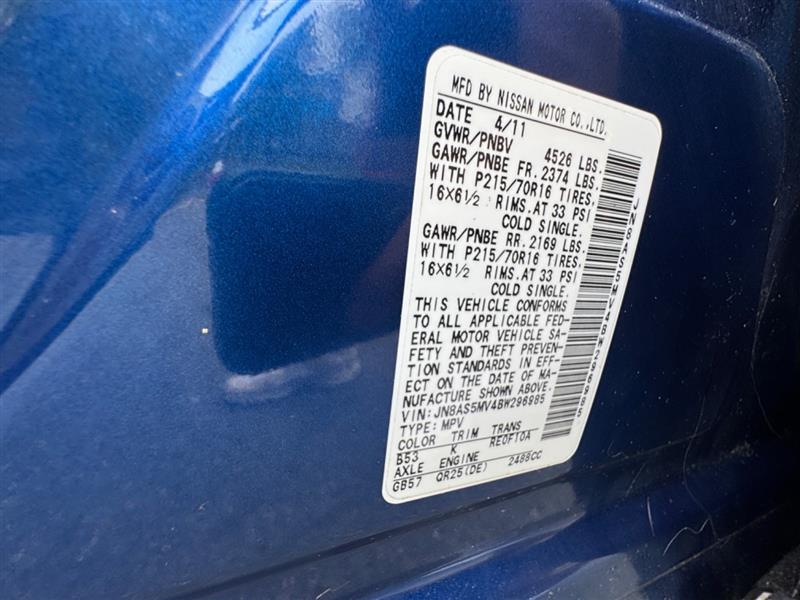 MFD BY NISSAN MOTOR CO.,LTD.
DATE 4/11
GVWR/PNBV 4526 LBS.
GAWR/PNBE FR. 2374 LBS.
WITH P215/70R16 TIRES.
16X6½ RIMS.AT 33 PSI
COLD SINGLE.
GAWR/PNBE RR. 2169 LBS.
WITH P215/70R16 TIRES.
16X6½ RIMS.AT 33 PSI
COLD SINGLE.
THIS VEHICLE CONFORMS
TO ALL APPLICABLE FED-
ERAL MOTOR VEHICLE SA-
FETY AND THEFT PREVEN-
TION STANDARDS IN EFF-
ECT ON THE DATE OF MA-
NUFACTURE SHOWN ABOVE.
VIN:JN8AS5MV4BW296985
TYPE:MPV
COLOR TRIM TRANS
B53 K RE0F10A
AXLE ENGINE
GB57 QR25(DE) 2488CC
JN8AS5MV4BW296985